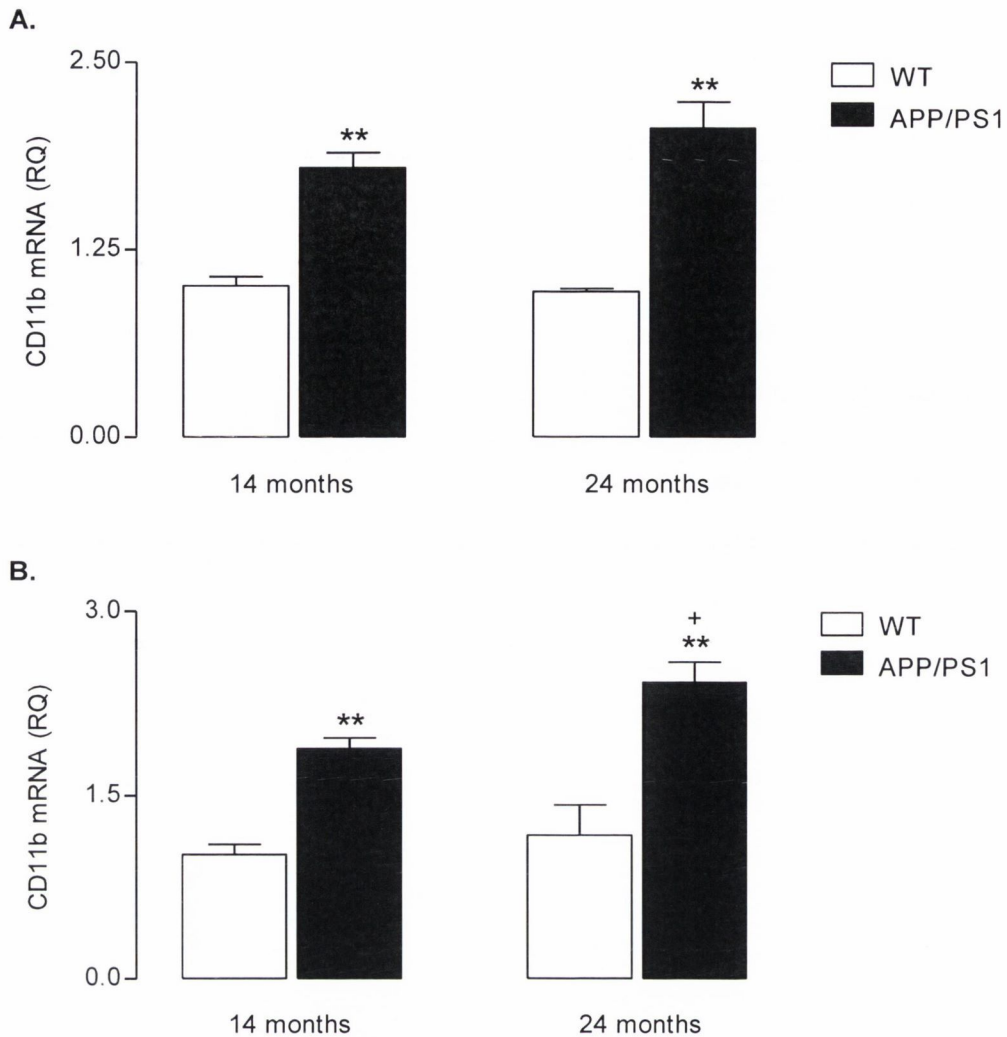 A.
CD11b mRNA (RQ)
2.50
1.25
0.00
**
**
14 months
24 months
WT
APP/PS1
B.
CD11b mRNA (RQ)
3.0
1.5
0.0
**
+
**
14 months
24 months
WT
APP/PS1